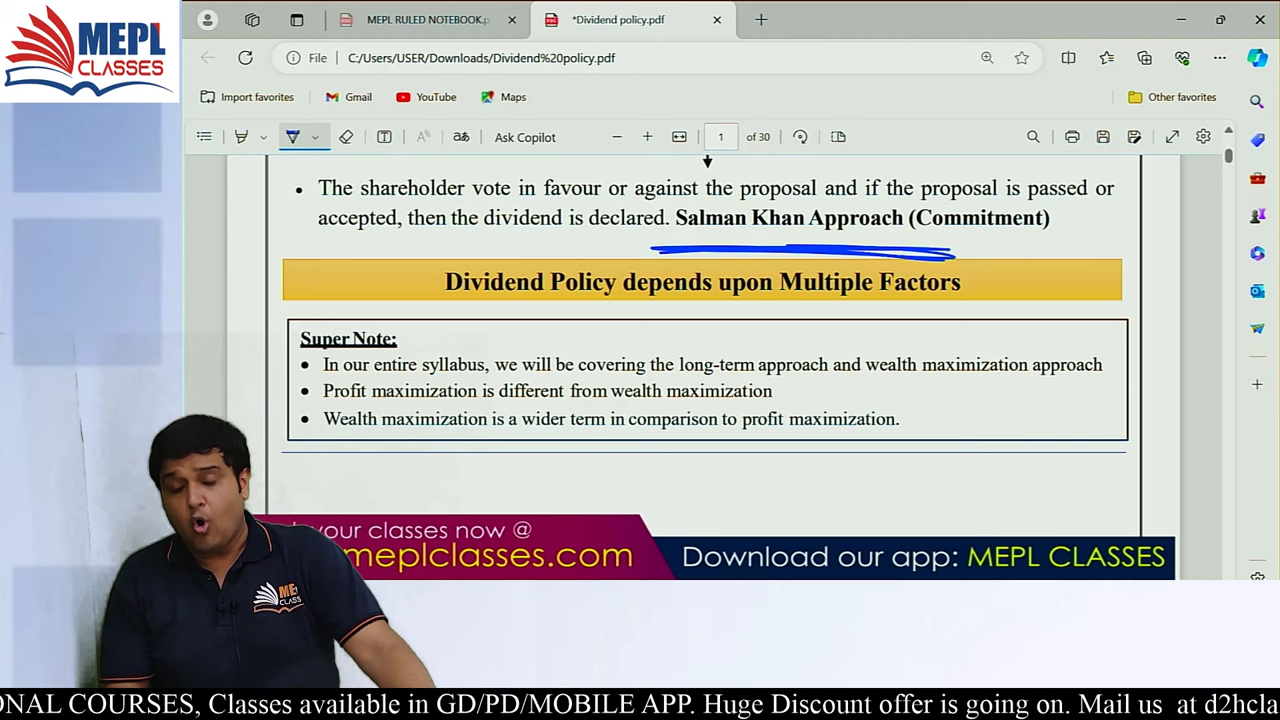 MEPL
CLASSES
MEPL RULED NOTEBOOK.p
*Dividend policy.pdf
File
C:/Users/USER/Downloads/Dividend%20policy.pdf
Import favorites
Gmail
YouTube
Maps
Other favorites
Ask Copilot
1
of 30
The shareholder vote in favour or against the proposal and if the proposal is passed or
accepted, then the dividend is declared. Salman Khan Approach (Commitment)
Dividend Policy depends upon Multiple Factors
Super Note:
• In our entire syllabus, we will be covering the long-term approach and wealth maximization approach
• Profit maximization is different from wealth maximization
• Wealth maximization is a wider term in comparison to profit maximization.
your classes now @
meplclasses.com
Download our app: MEPL CLASSES
ONAL COURSES, Classes available in GD/PD/MOBILE APP. Huge Discount offer is going on. Mail us at d2hcla